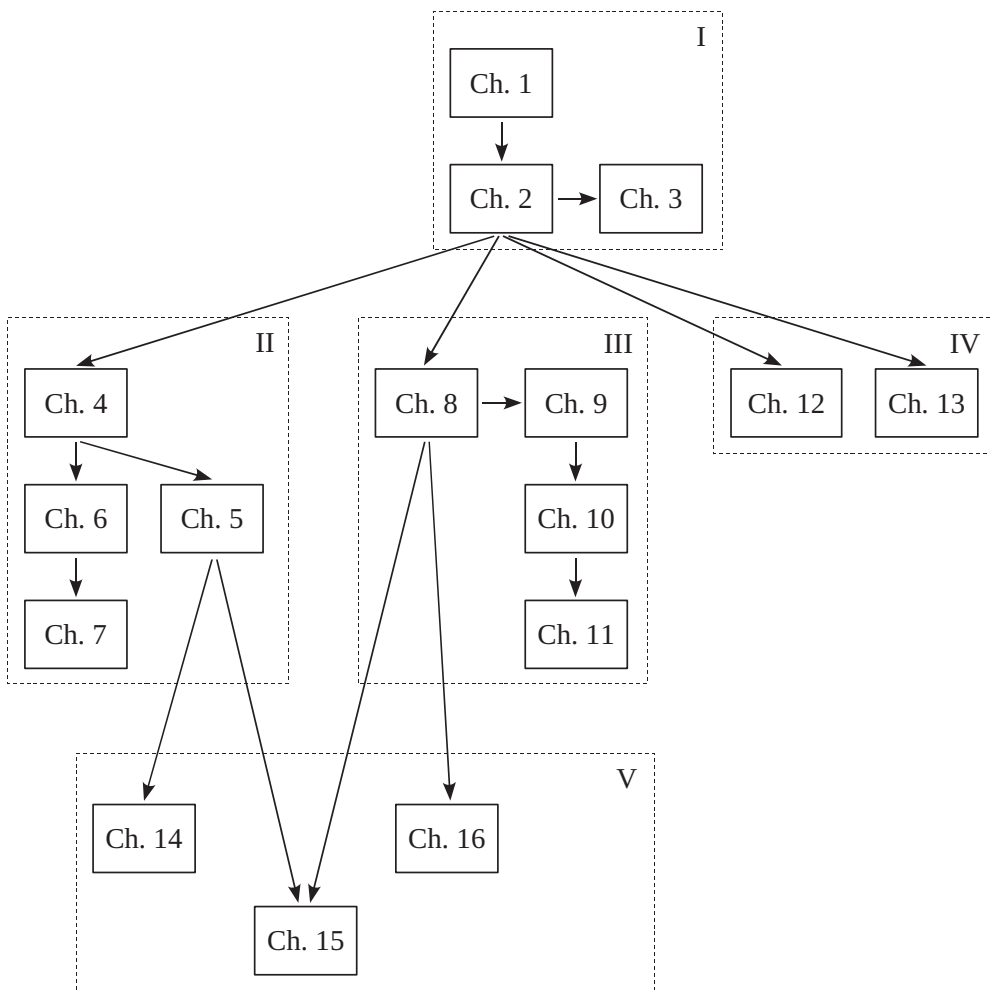 I
Ch. 1
Ch. 2
Ch. 3
II
III
IV
Ch. 4
Ch. 8
Ch. 9
Ch. 12
Ch. 13
Ch. 6
Ch. 5
Ch. 10
Ch. 7
Ch. 11
V
Ch. 14
Ch. 16
Ch. 15